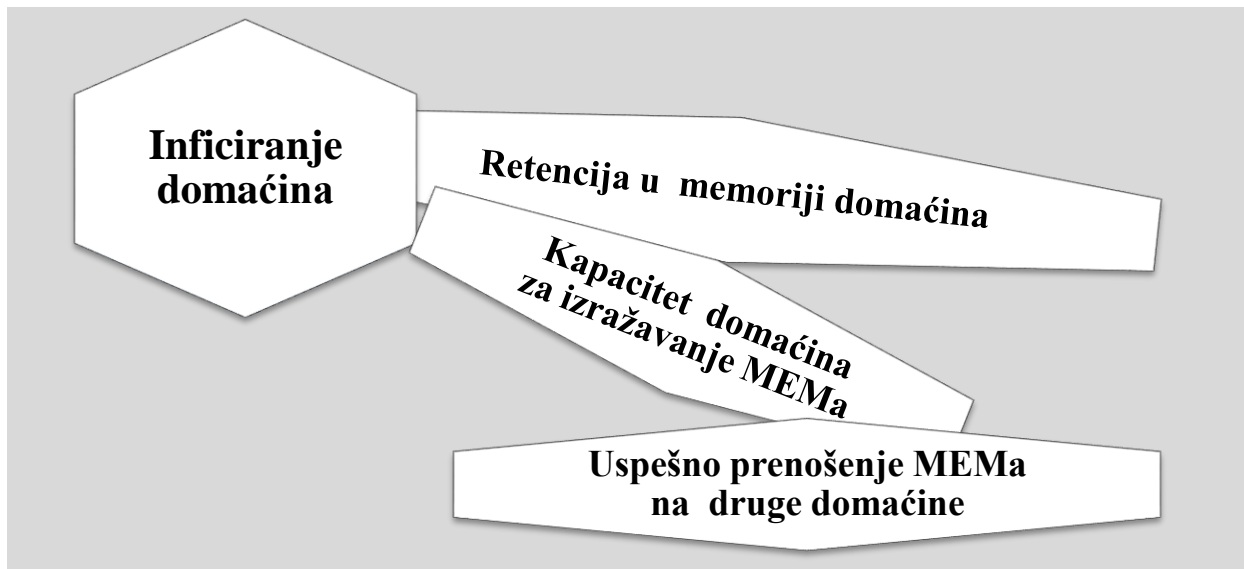 Inficiranje
domaćina
Retencija u memoriji domaćina
Kapacitet domaćina
za izražavanje MEMa
Uspešno prenošenje MEMa
na druge domaćine